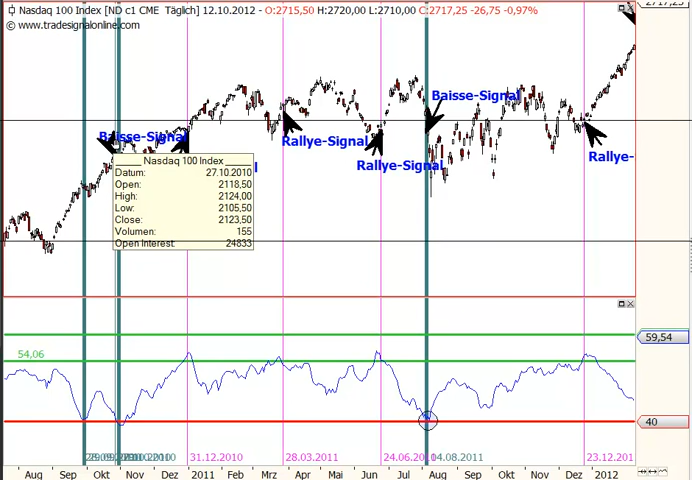 Nasdaq 100 Index [ND c1 CME Täglich] 12.10.2012 - O:2715,50 H:2720,00 L:2710,00 C:2717,25 -26,75 -0,97%
© www.tradesignalonline.com
Baisse-Signal
Baisse-Signal
Rallye-Signal
Rallye-Signal
Rallye-
Nasdaq 100 Index
Datum: 27.10.2010
Open: 2118,50
High: 2124,00
Low: 2105,50
Close: 2123,50
Volumen: 155
Open Interest: 24833
59,54
54,06
40
31.12.2010 28.03.2011 24.06.2011 04.08.2011 23.12.201
Aug Sep Okt Nov Dez 2011 Feb Mrz Apr Mai Jun Jul Aug Sep Okt Nov Dez 2012